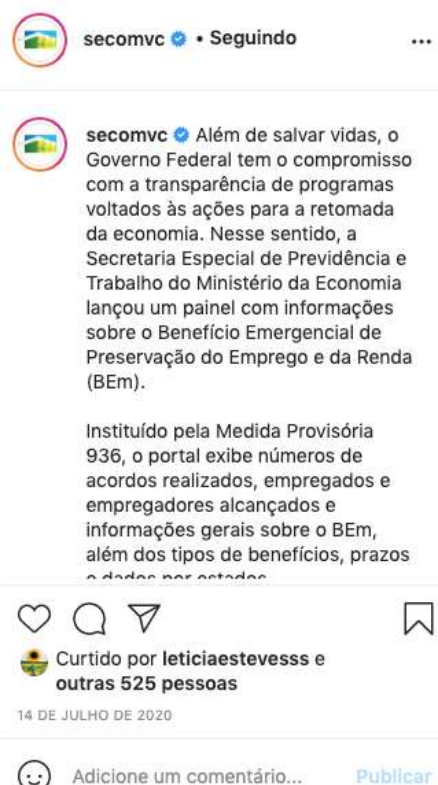 secomvc • Seguindo
secomvc Além de salvar vidas, o
Governo Federal tem o compromisso
com a transparência de programas
voltados às ações para a retomada
da economia. Nesse sentido, a
Secretaria Especial de Previdência e
Trabalho do Ministério da Economia
lançou um painel com informações
sobre o Benefício Emergencial de
Preservação do Emprego e da Renda
(BEm).
Instituído pela Medida Provisória
936, o portal exibe números de
acordos realizados, empregados e
empregadores alcançados e
informações gerais sobre o BEm,
além dos tipos de benefícios, prazos
e dados por estados
Curtido por leticiaestevesss e
outras 525 pessoas
14 DE JULHO DE 2020
Adicione um comentário... Publicar